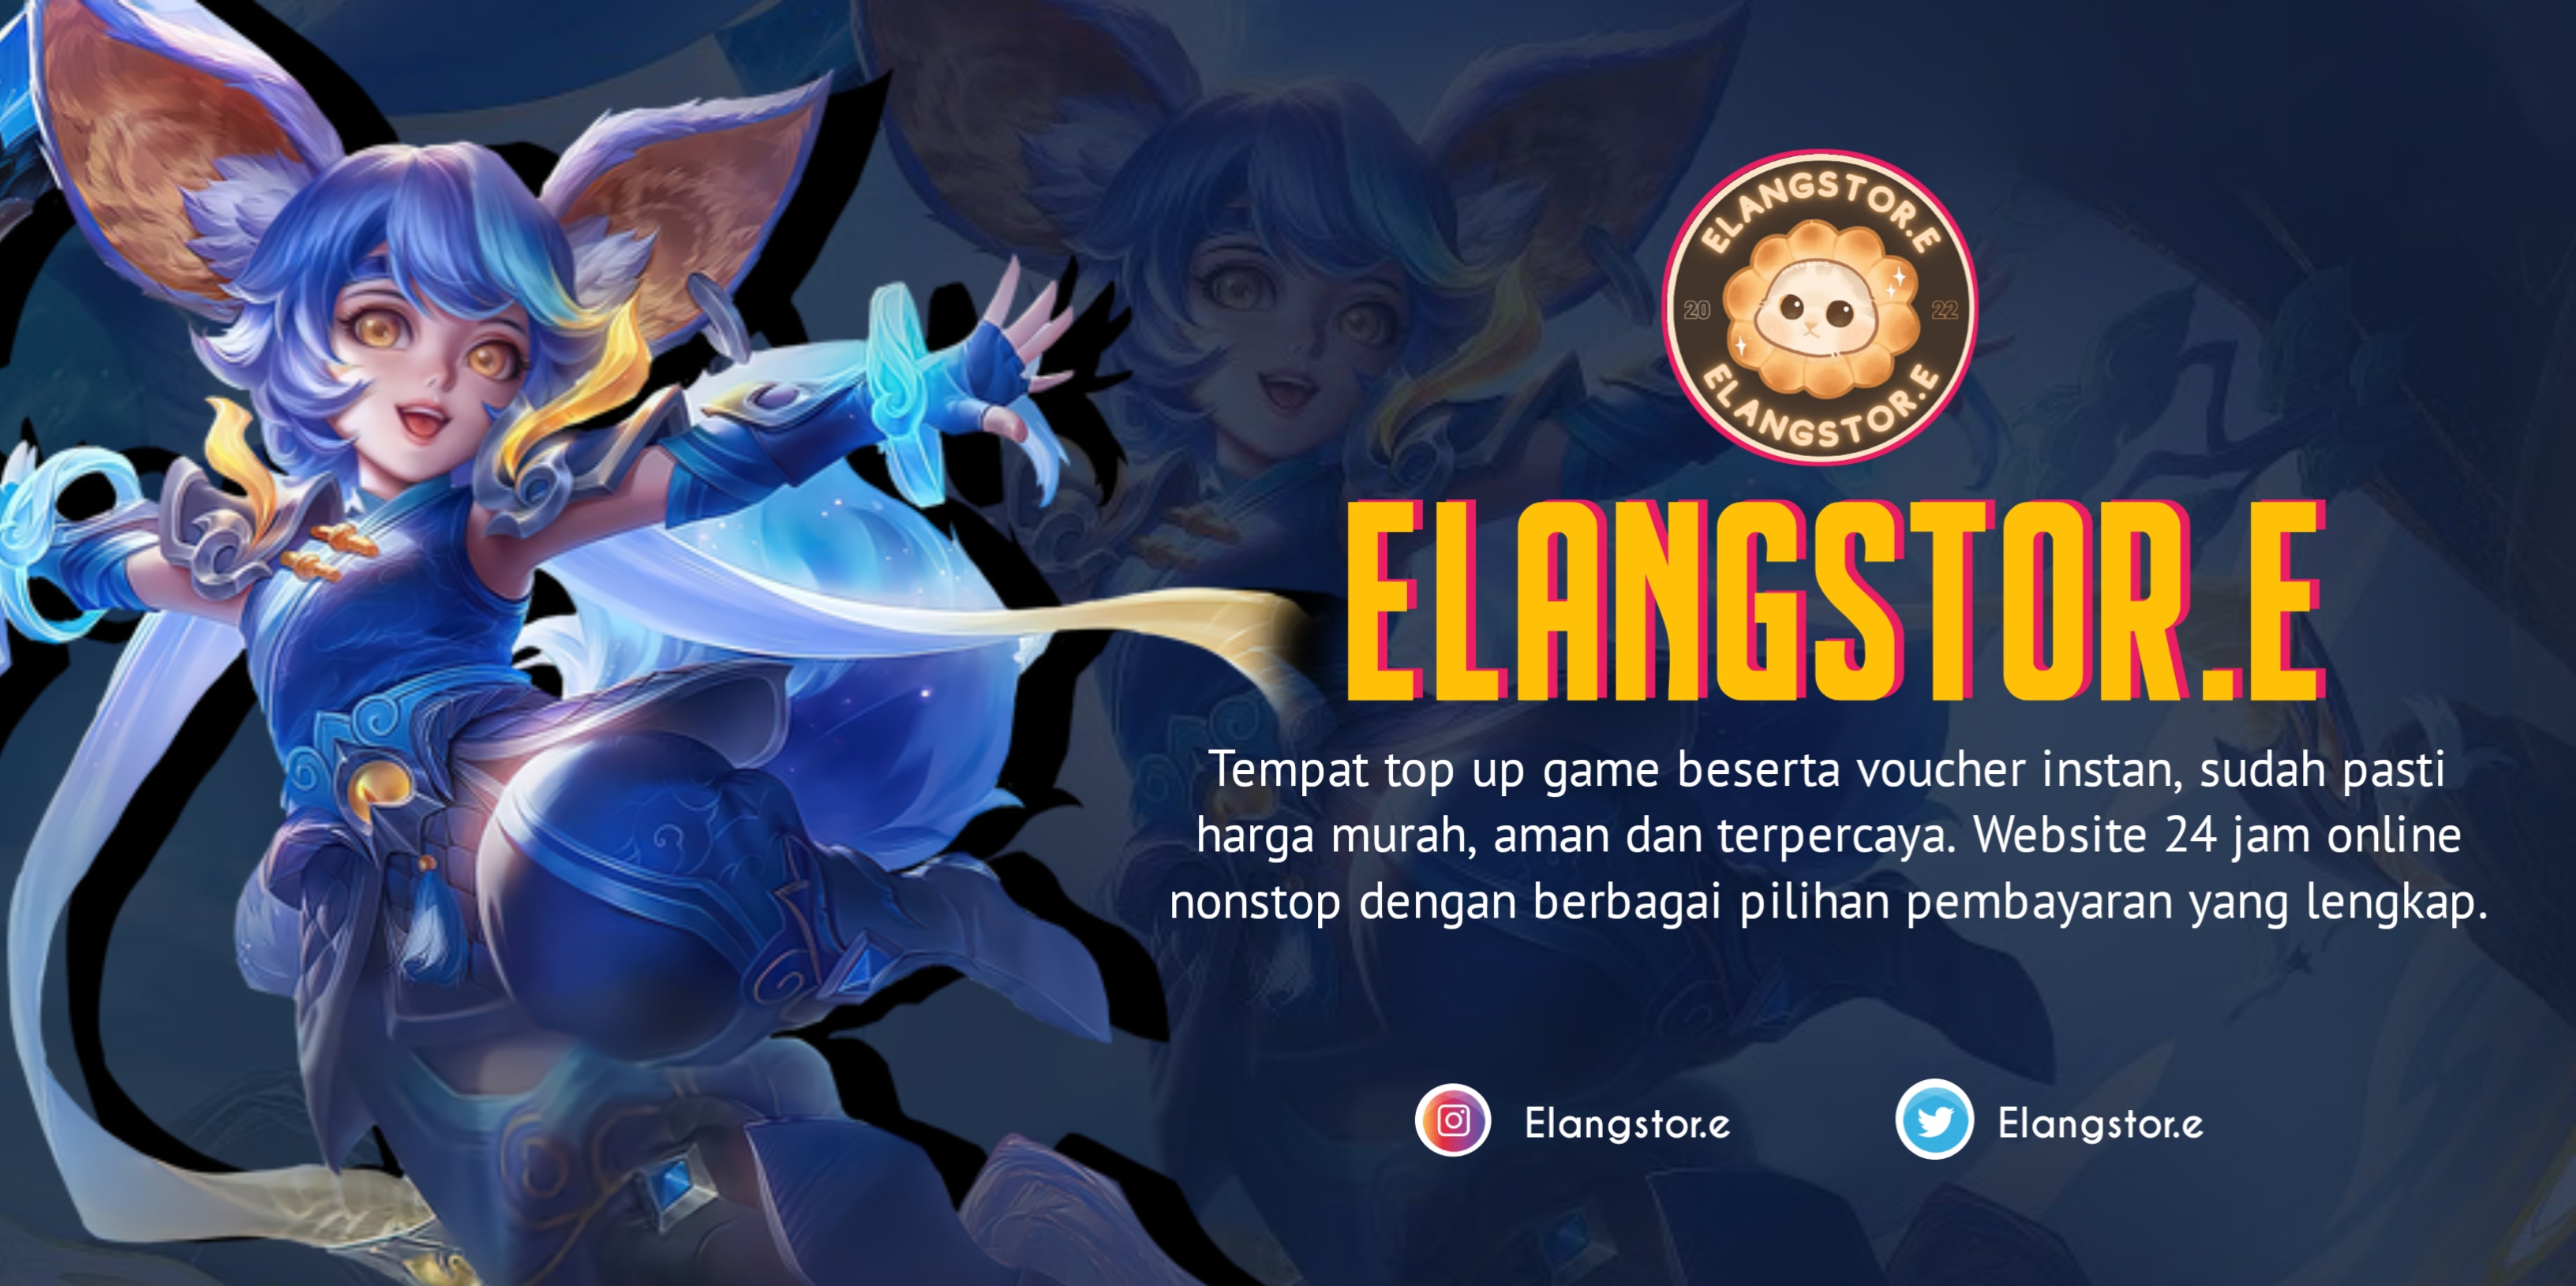 ELANGSTOR.E
20 22
ELANGSTOR.E
ELANGSTOR.E
Tempat top up game beserta voucher instan, sudah pasti
harga murah, aman dan terpercaya. Website 24 jam online
nonstop dengan berbagai pilihan pembayaran yang lengkap.
Elangstor.e Elangstor.e